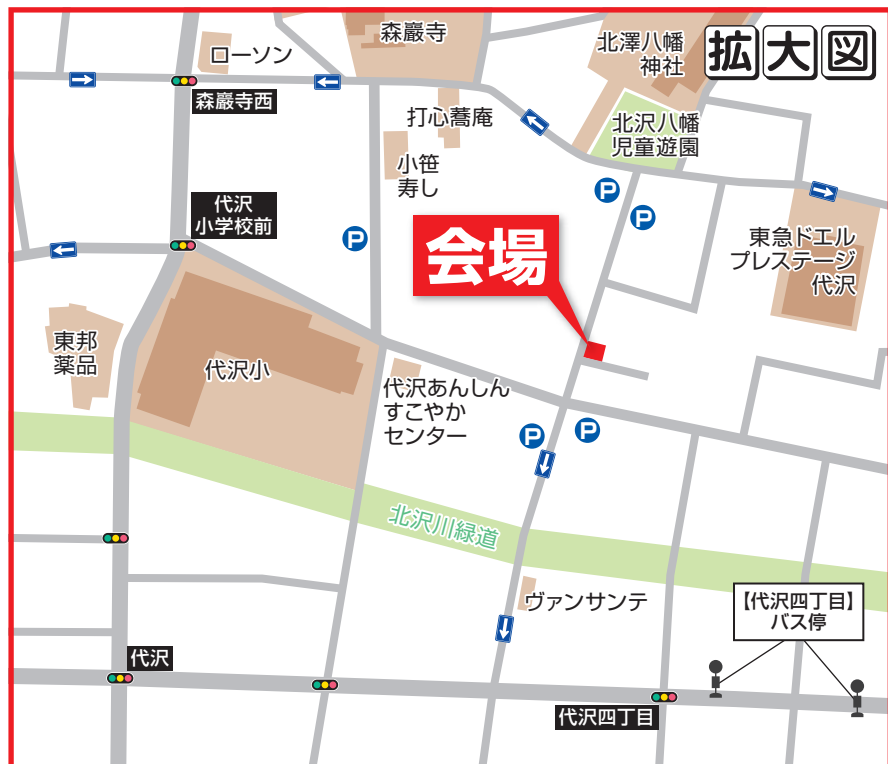 拡大図
森巖寺
ローソン
北澤八幡
神社
森巖寺西
打心蕎庵
北沢八幡
児童遊園
小笹
寿し
代沢
小学校前
P
P
P
会場
東急ドエル
プレステージ
代沢
東邦
薬品
代沢小
代沢あんしん
すこやか
センター
P
P
北沢川緑道
ヴァンサンテ
【代沢四丁目】
バス停
代沢
代沢四丁目